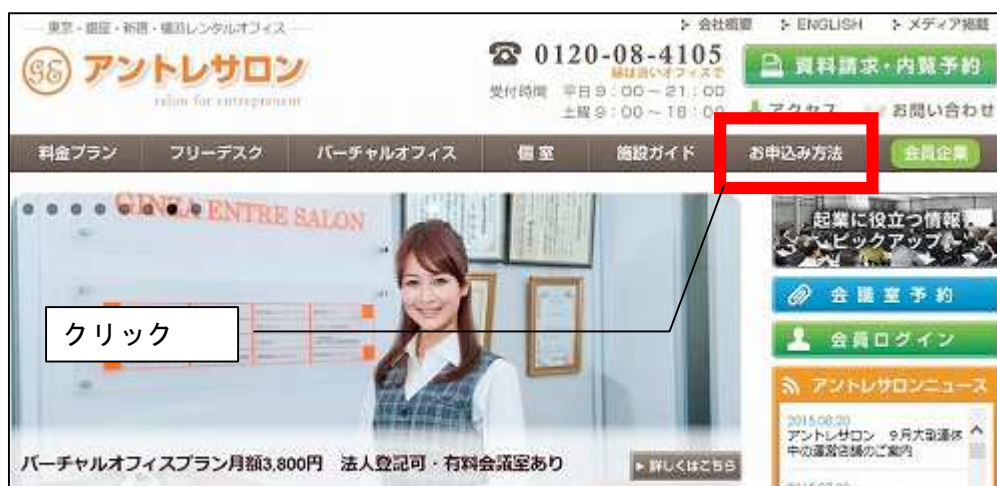 東京・銀座・新宿・横浜レンタルオフィス
会社概要
ENGLISH
メディア掲載
アントレサロン
salon for entrepreneur
0120-08-4105
縁は良いオフィスで
受付時間 平日 9:00～21:00
土曜 9:00～18:00
資料請求・内覧予約
アクセス
お問い合わせ
料金プラン
フリーデスク
バーチャルオフィス
個室
施設ガイド
お申込み方法
会員企業
GINZA ENTRE SALON
起業に役立つ情報
ピックアップ
会議室予約
クリック
会員ログイン
アントレサロンニュース
2015.08.20
アントレサロン 9月大型連休
中の運営店舗のご案内
バーチャルオフィスプラン月額3,800円 法人登記可・有料会議室あり
詳しくはこちら